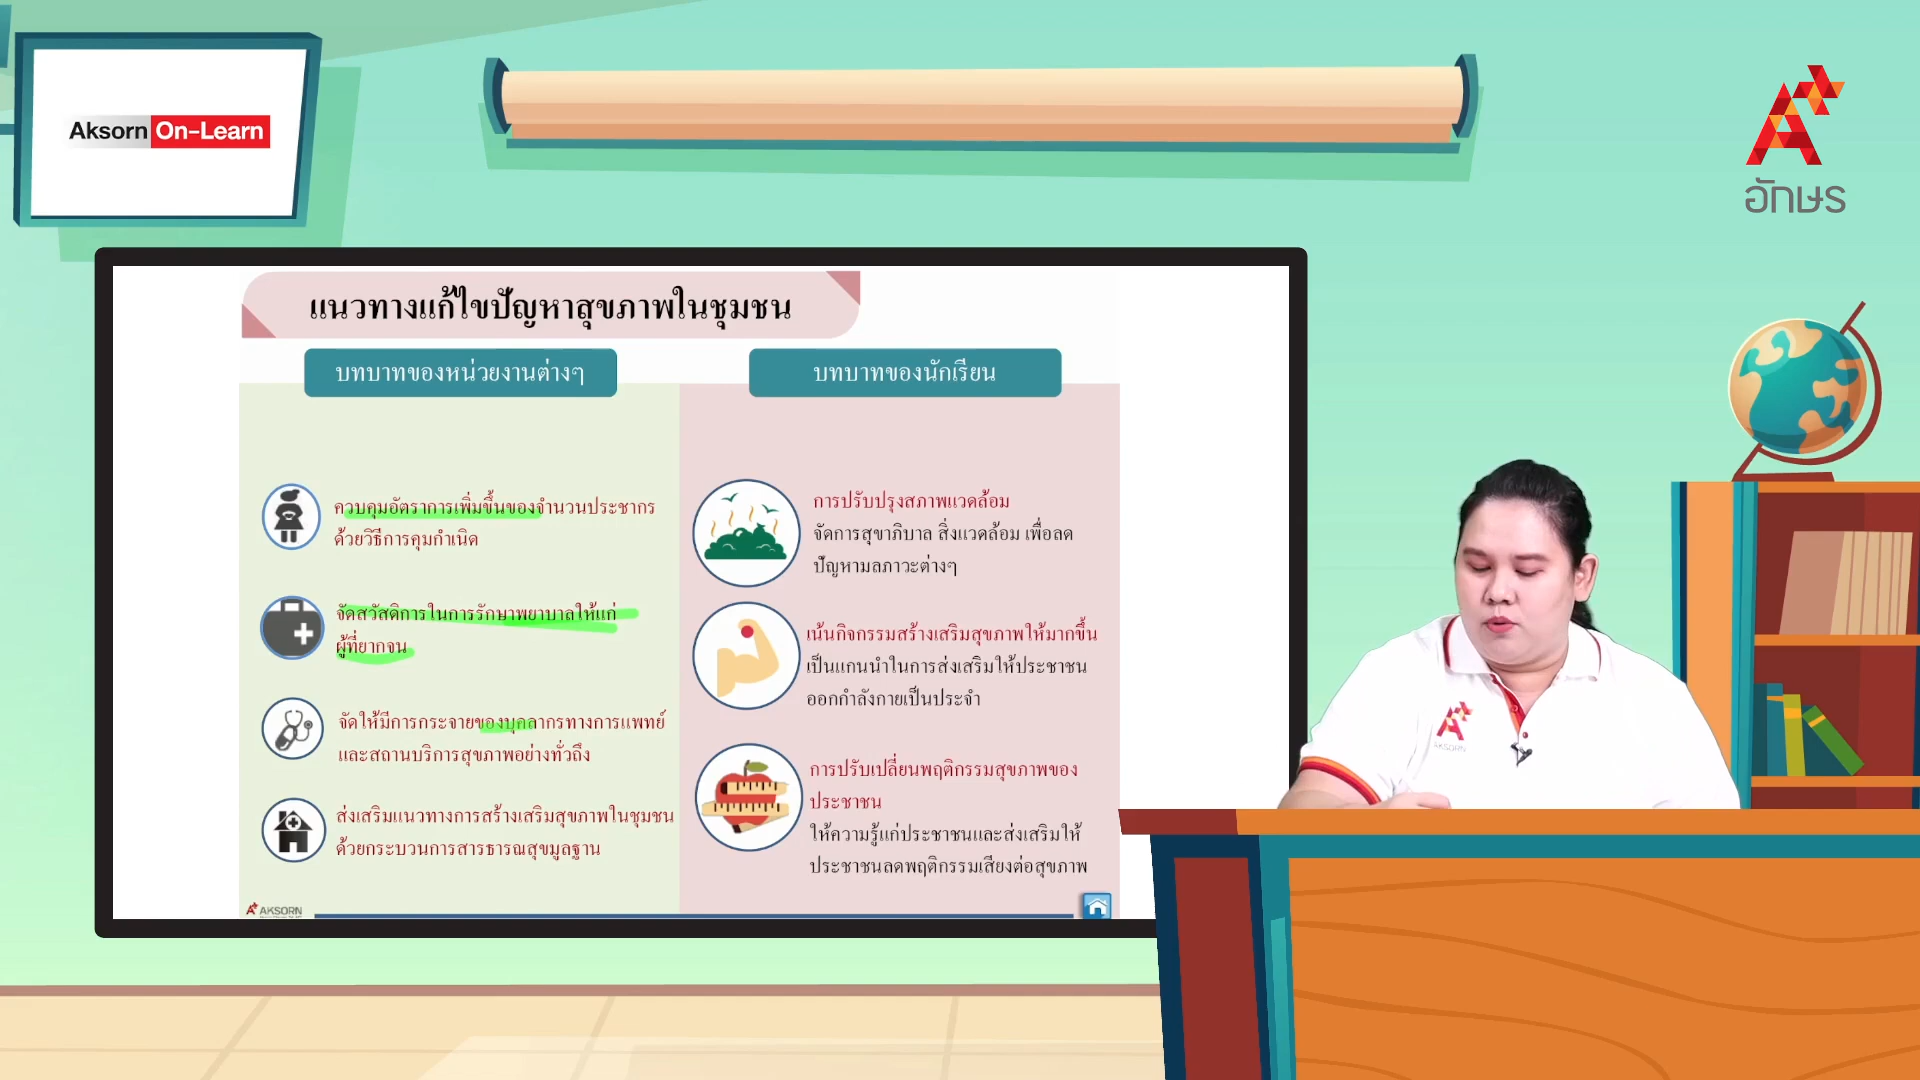 Aksorn On-Learn
อักษร
แนวทางแก้ไขปัญหาสุขภาพในชุมชน
บทบาทของหน่วยงานต่างๆ
ควบคุมอัตราการเพิ่มขึ้นของจำนวนประชากร
ด้วยวิธีการคุมกำเนิด
จัดสวัสดิการในการรักษาพยาบาลให้แก่
ผู้ที่ยากจน
จัดให้มีการกระจายของบุคลากรทางการแพทย์
และสถานบริการสุขภาพอย่างทั่วถึง
ส่งเสริมแนวทางการสร้างเสริมสุขภาพในชุมชน
ด้วยกระบวนการสารธารณสุขมูลฐาน
บทบาทของนักเรียน
การปรับปรุงสภาพแวดล้อม
จัดการสุขาภิบาล สิ่งแวดล้อม เพื่อลด
ปัญหามลภาวะต่างๆ
เน้นกิจกรรมสร้างเสริมสุขภาพให้มากขึ้น
เป็นแกนนำในการส่งเสริมให้ประชาชน
ออกกำลังกายเป็นประจำ
การปรับเปลี่ยนพฤติกรรมสุขภาพของ
ประชาชน
ให้ความรู้แก่ประชาชนและส่งเสริมให้
ประชาชนลดพฤติกรรมเสียงต่อสุขภาพ
AKSORN
AKSORN